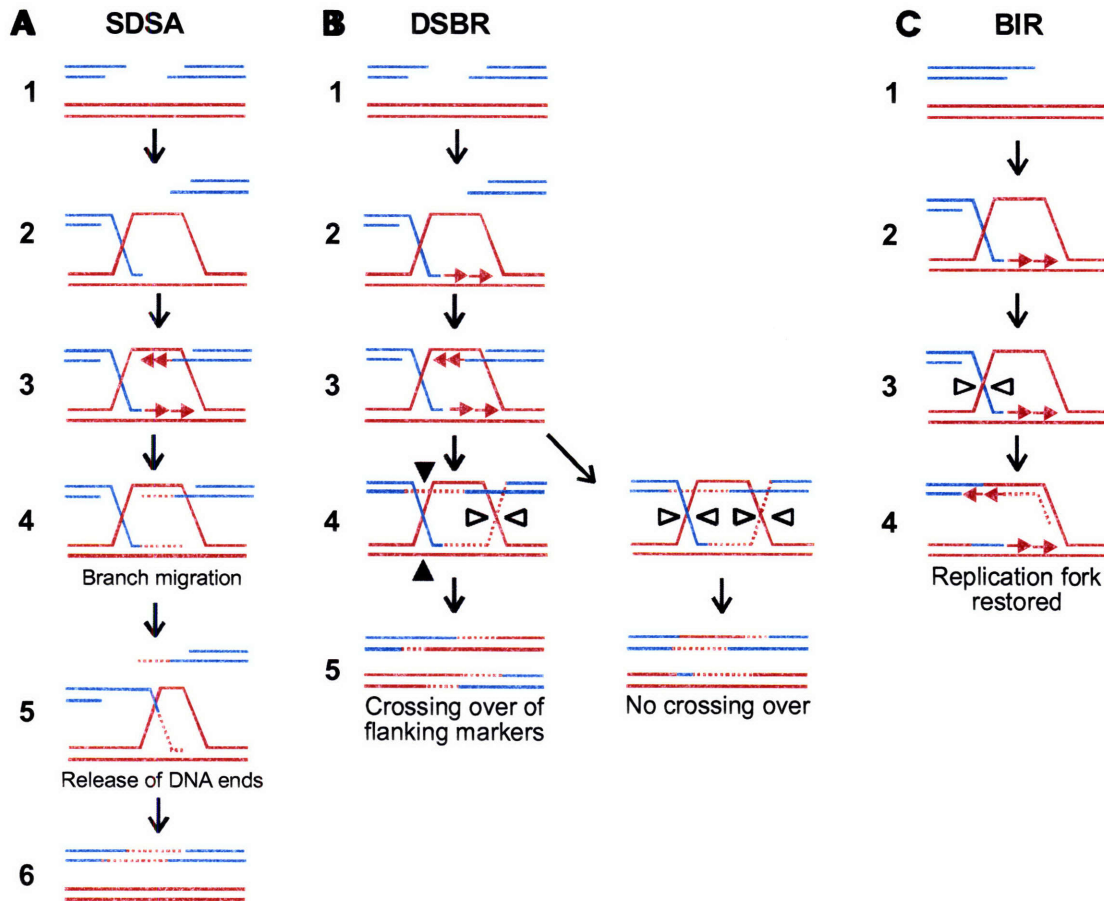 A SDSA
1
2
3
4
Branch migration
5
Release of DNA ends
6
B DSBR
1
2
3
4
5
Crossing over of
flanking markers
No crossing over
C BIR
1
2
3
4
Replication fork
restored